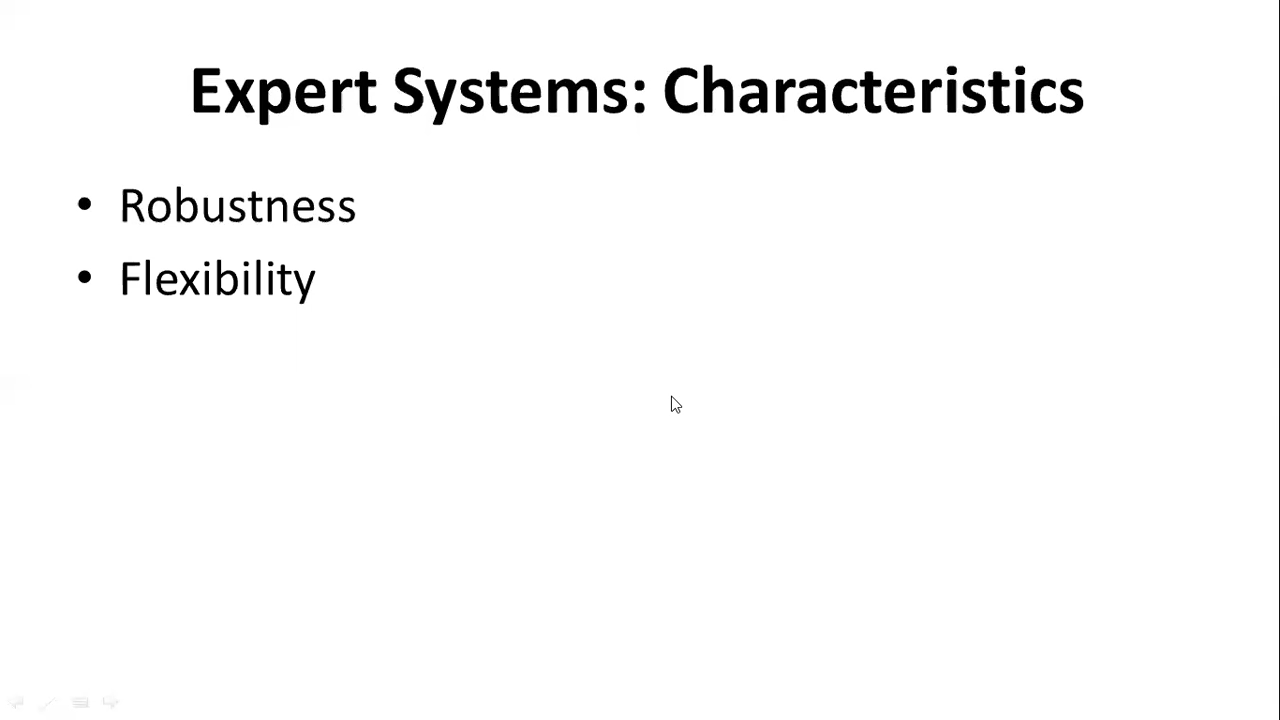 Expert Systems: Characteristics
• Robustness
• Flexibility